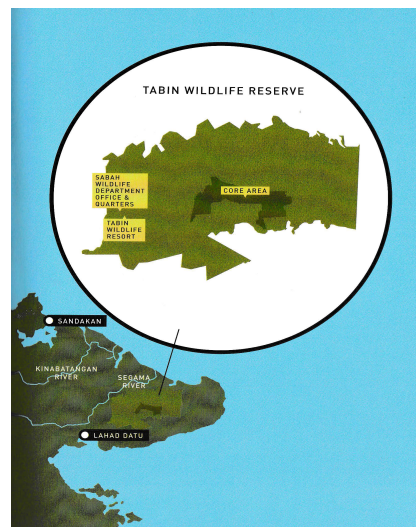 TABIN WILDLIFE RESERVE
SABAH
WILDLIFE
DEPARTMENT
OFFICE &
QUARTERS
CORE AREA
TABIN
WILDLIFE
RESORT
SANDAKAN
KINABATANGAN
RIVER
SEGAMA
RIVER
LAHAD DATU